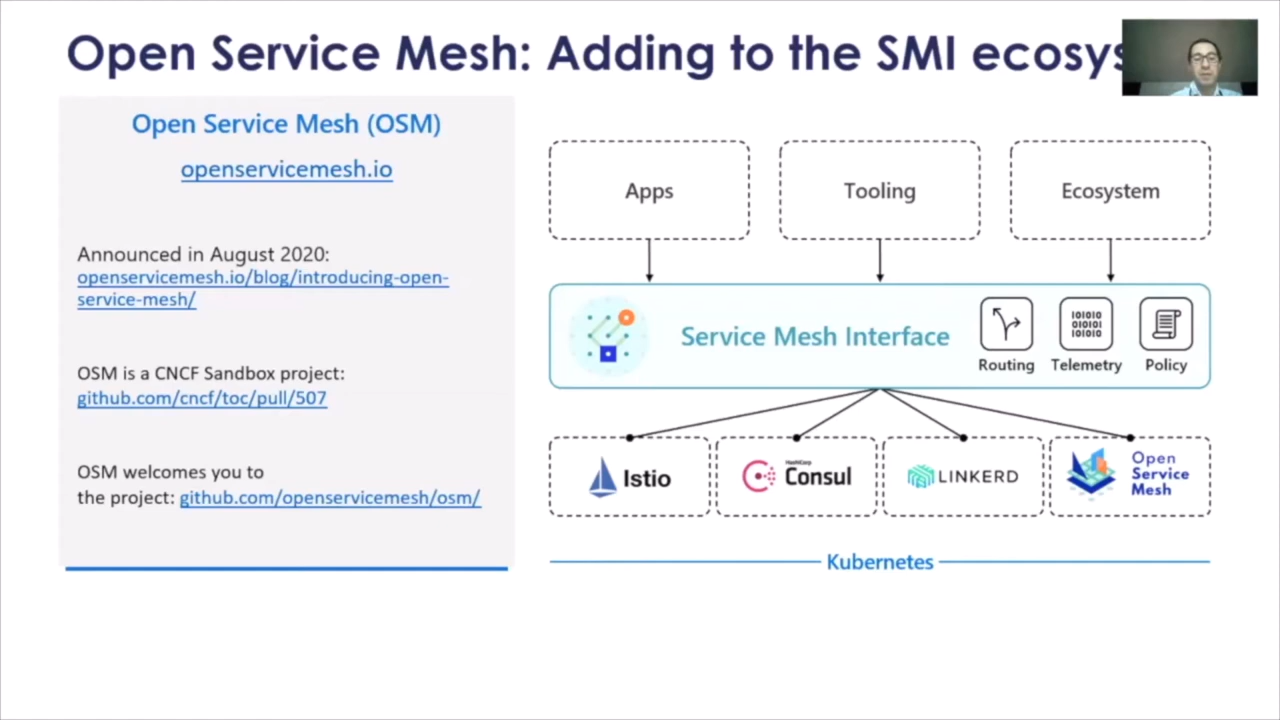 Open Service Mesh: Adding to the SMI ecosys
Open Service Mesh (OSM)
openservicemesh.io
Announced in August 2020:
openservicemesh.io/blog/introducing-open-
service-mesh/
OSM is a CNCF Sandbox project:
github.com/cncf/toc/pull/507
OSM welcomes you to
the project: github.com/openservicemesh/osm/
Apps
Tooling
Ecosystem
Service Mesh Interface
Routing
Telemetry
Policy
Istio
HashiCorp
Consul
LINKERD
Open
Service
Mesh
Kubernetes